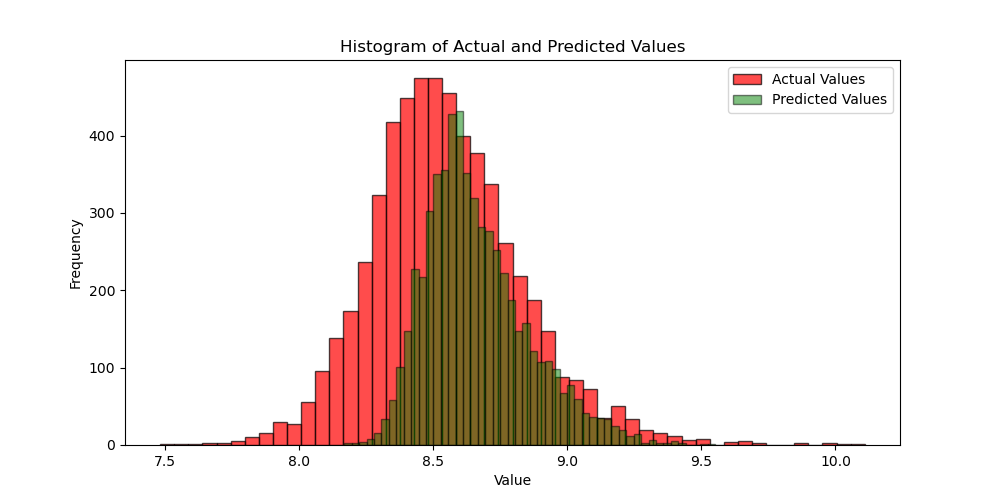 Histogram of Actual and Predicted Values
Actual Values
Predicted Values
Frequency
400
300
200
100
0
7.5 8.0 8.5 9.0 9.5 10.0
Value